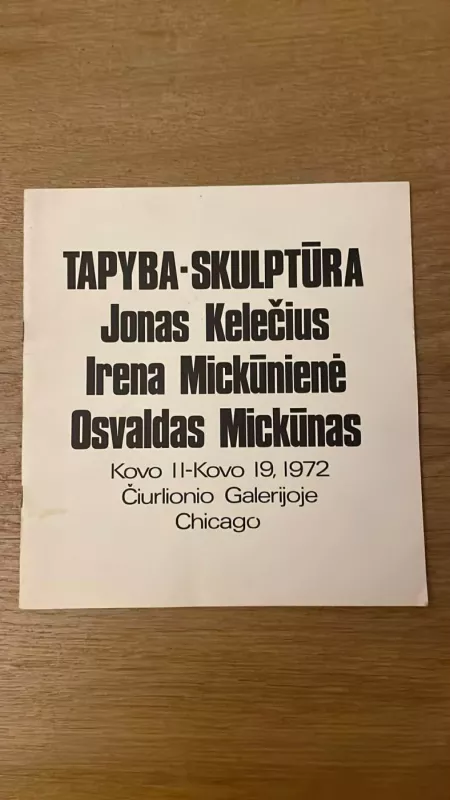 TAPYBA-SKULPTŪRA
Jonas Kelečius
Irena Mickūnienė
Osvaldas Mickūnas
Kovo 11-Kovo 19, 1972
Čiurlionio Galerijoje
Chicago